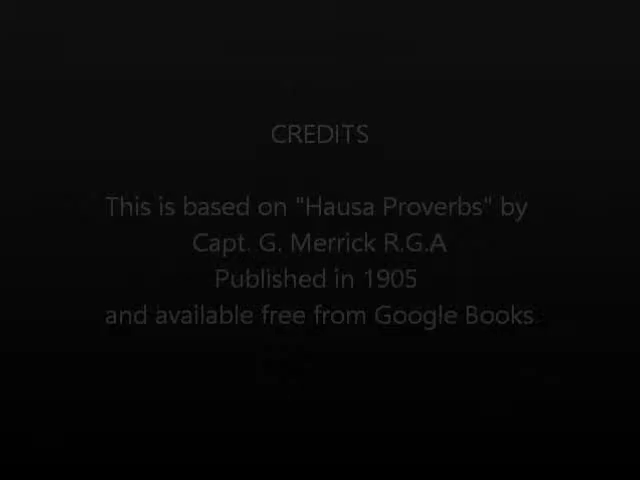 CREDITS
This is based on "Hausa Proverbs" by
Capt. G. Merrick R.G.A
Published in 1905
and available free from Google Books